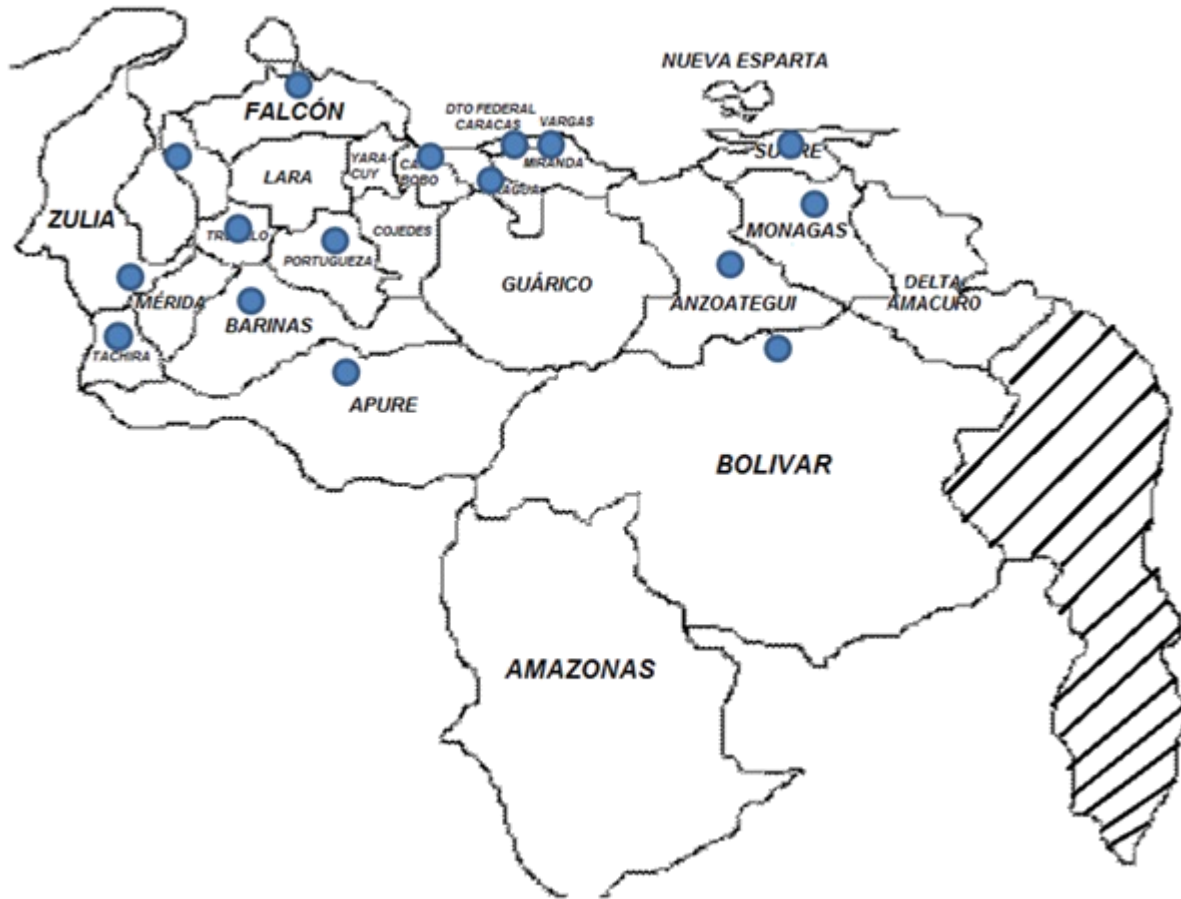 NUEVA ESPARTA
FALCÓN
DTO FEDERAL
CARACAS
VARGAS
MIRANDA
YARA-
CUY
BOBO
LARA
ZULIA
COJEDES
PORTUGUEZA
MONAGAS
GUÁRICO
DELTA
AMACURO
ANZOATEGUI
MÉRIDA
BARINAS
TACHIRA
APURE
BOLIVAR
AMAZONAS